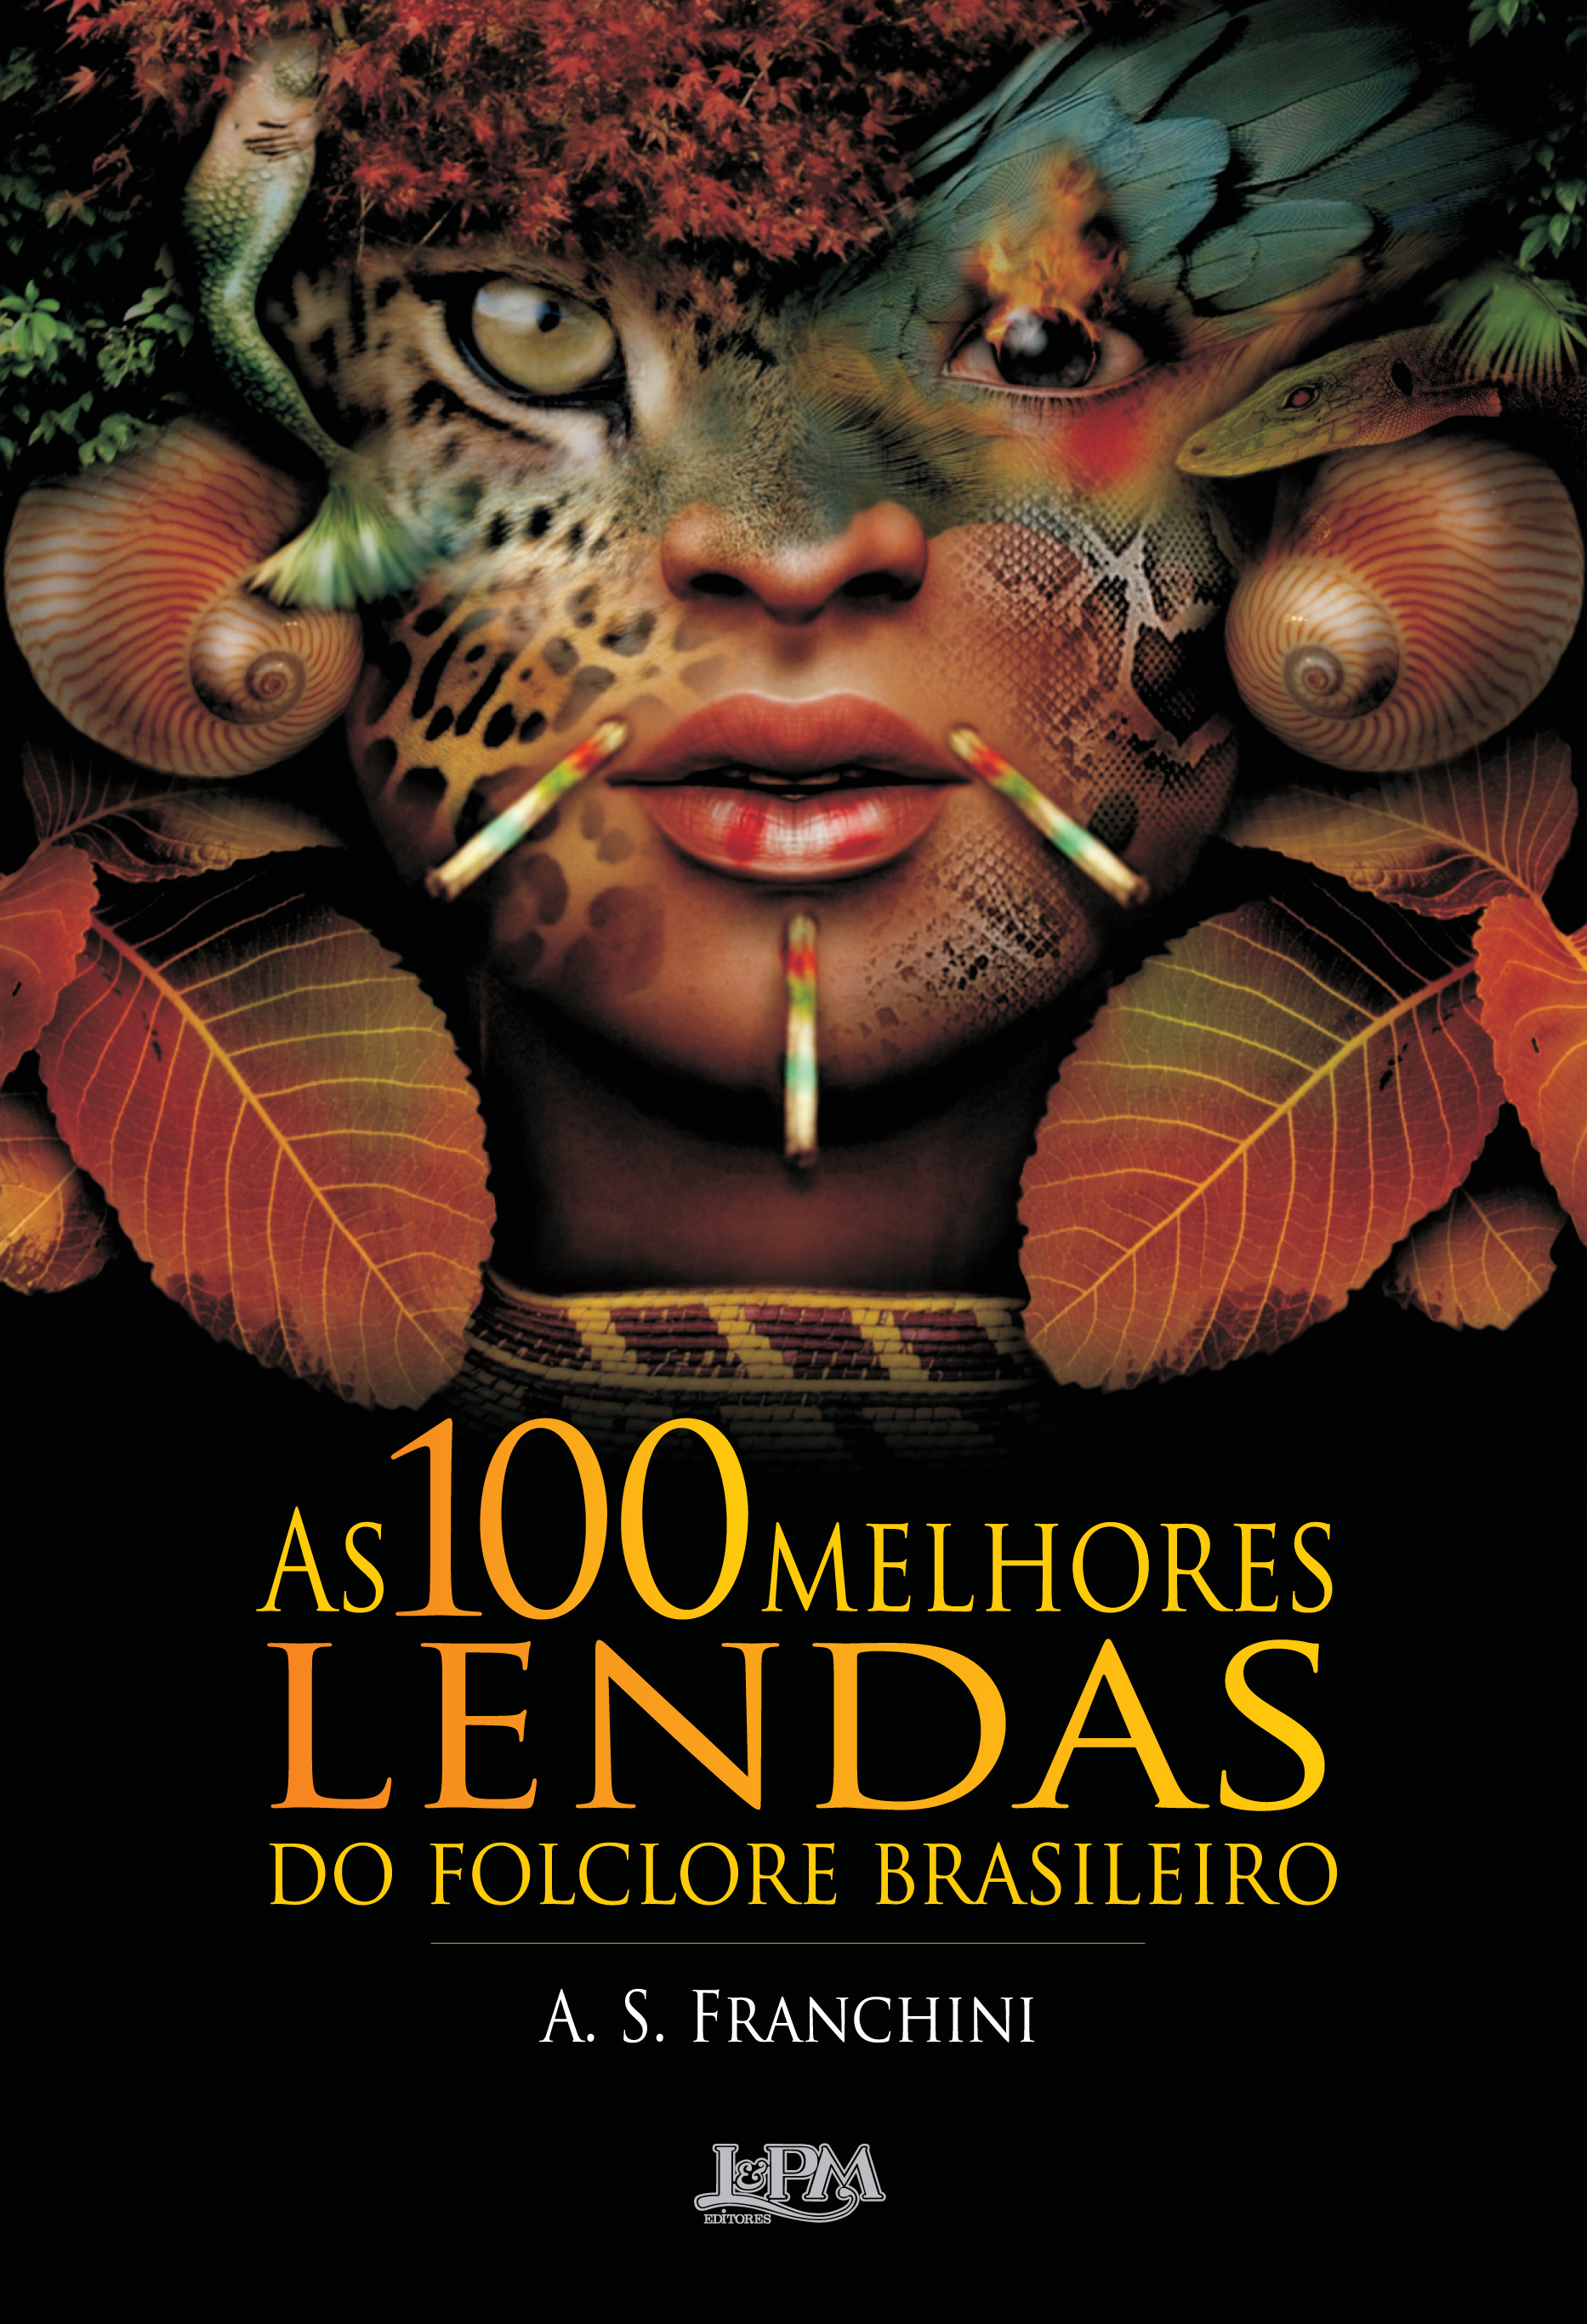 AS 100 MELHORES
LENDAS
DO FOLCLORE BRASILEIRO
A. S. FRANCHINI
L&PM
EDITORES